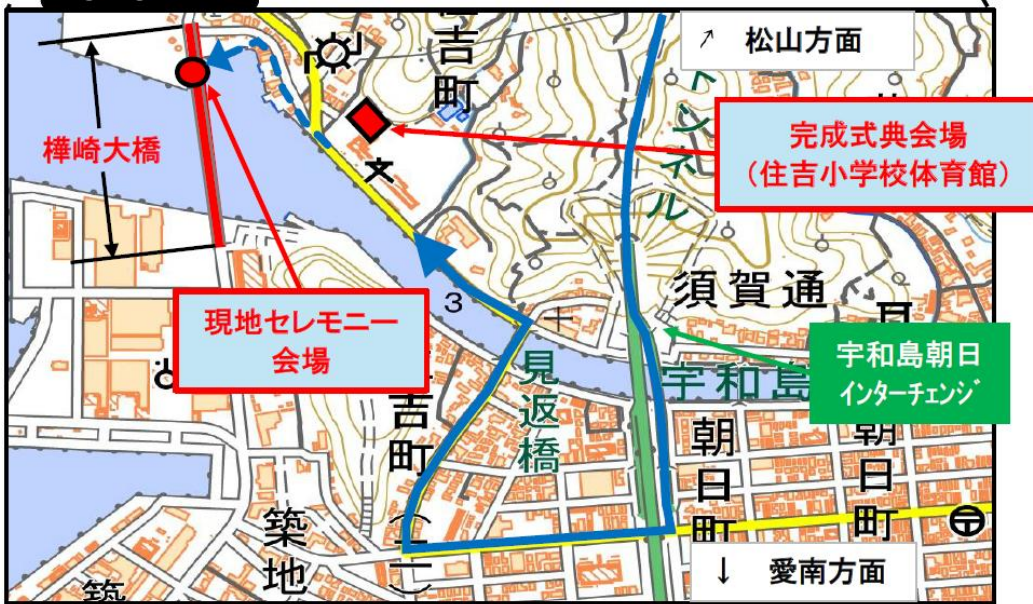 ↗ 松山方面
吉町
トンネル
完成式典会場
(住吉小学校体育館)
樺崎大橋
現地セレモニー
会場
3
須賀通
宇和島朝日
インターチェンジ
宇和島
見返橋
吉町(二)
朝日町
朝日町
築地
築
↓ 愛南方面